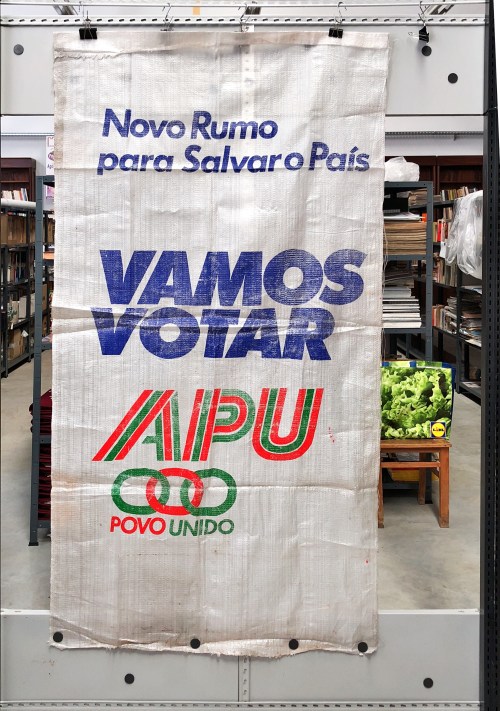 Novo Rumo
para Salvar o País
VAMOS
VOTAR
APU
POVO UNIDO